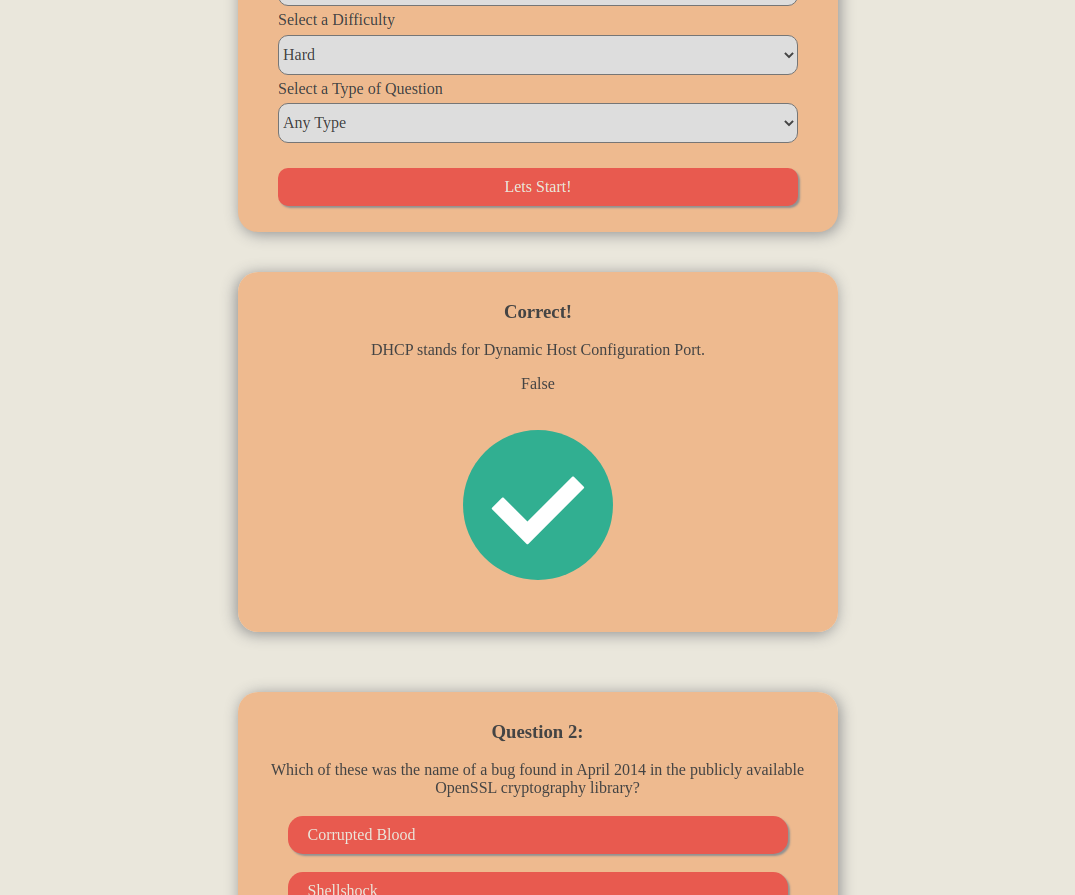 Select a Difficulty
Hard
Select a Type of Question
Any Type
Lets Start!
Correct!
DHCP stands for Dynamic Host Configuration Port.
False
Question 2:
Which of these was the name of a bug found in April 2014 in the publicly available
OpenSSL cryptography library?
Corrupted Blood
Shellshock